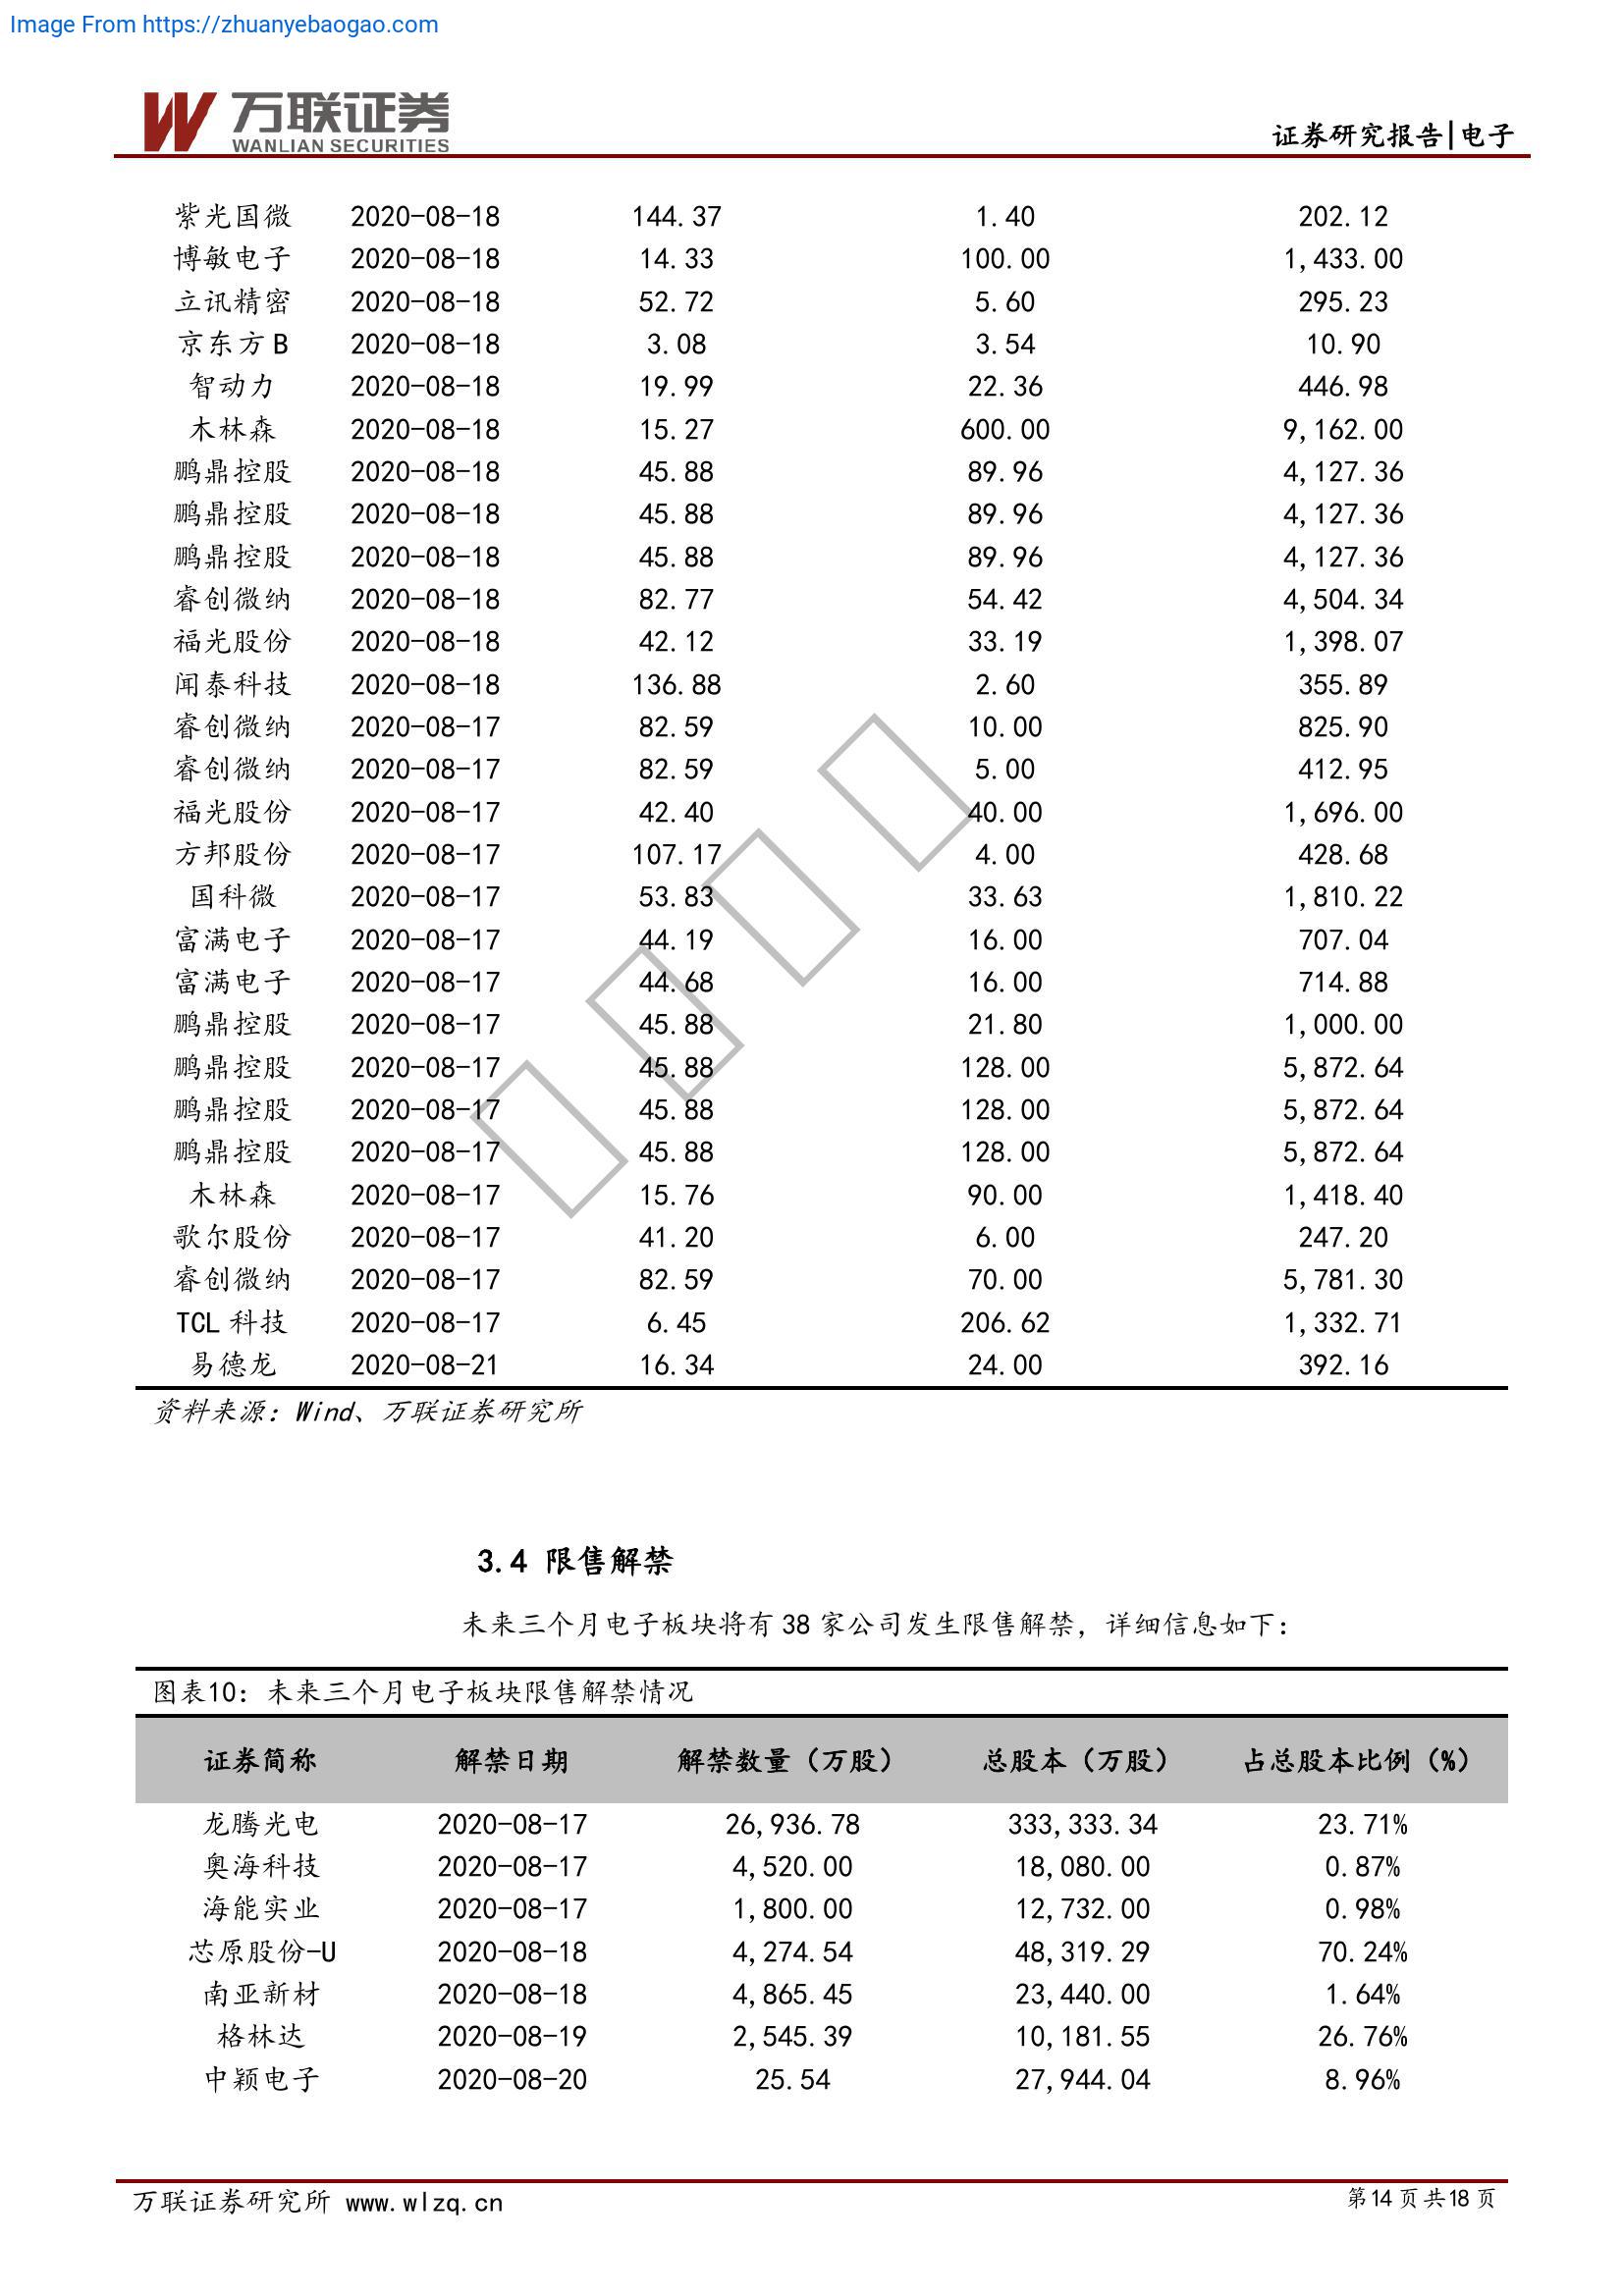 Image From https://zhuanyebaogao.com
万联证券
WANLIAN SECURITIES
证券研究报告|电子
紫光国微 2020-08-18 144.37 1.40 202.12
博敏电子 2020-08-18 14.33 100.00 1,433.00
立讯精密 2020-08-18 52.72 5.60 295.23
京东方B 2020-08-18 3.08 3.54 10.90
智动力 2020-08-18 19.99 22.36 446.98
木林森 2020-08-18 15.27 600.00 9,162.00
鹏鼎控股 2020-08-18 45.88 89.96 4,127.36
鹏鼎控股 2020-08-18 45.88 89.96 4,127.36
鹏鼎控股 2020-08-18 45.88 89.96 4,127.36
睿创微纳 2020-08-18 82.77 54.42 4,504.34
福光股份 2020-08-18 42.12 33.19 1,398.07
闻泰科技 2020-08-18 136.88 2.60 355.89
睿创微纳 2020-08-17 82.59 10.00 825.90
睿创微纳 2020-08-17 82.59 5.00 412.95
福光股份 2020-08-17 42.40 40.00 1,696.00
方邦股份 2020-08-17 107.17 4.00 428.68
国科微 2020-08-17 53.83 33.63 1,810.22
富满电子 2020-08-17 44.19 16.00 707.04
富满电子 2020-08-17 44.68 16.00 714.88
鹏鼎控股 2020-08-17 45.88 21.80 1,000.00
鹏鼎控股 2020-08-17 45.88 128.00 5,872.64
鹏鼎控股 2020-08-17 45.88 128.00 5,872.64
鹏鼎控股 2020-08-17 45.88 128.00 5,872.64
木林森 2020-08-17 15.76 90.00 1,418.40
歌尔股份 2020-08-17 41.20 6.00 247.20
睿创微纳 2020-08-17 82.59 70.00 5,781.30
TCL科技 2020-08-17 6.45 206.62 1,332.71
易德龙 2020-08-21 16.34 24.00 392.16
资料来源：Wind、万联证券研究所
3.4 限售解禁
未来三个月电子板块将有38家公司发生限售解禁，详细信息如下：
图表10：未来三个月电子板块限售解禁情况
证券简称 解禁日期 解禁数量（万股） 总股本（万股） 占总股本比例（%）
龙腾光电 2020-08-17 26,936.78 333,333.34 23.71%
奥海科技 2020-08-17 4,520.00 18,080.00 0.87%
海能实业 2020-08-17 1,800.00 12,732.00 0.98%
芯原股份-U 2020-08-18 4,274.54 48,319.29 70.24%
南亚新材 2020-08-18 4,865.45 23,440.00 1.64%
格林达 2020-08-19 2,545.39 10,181.55 26.76%
中颖电子 2020-08-20 25.54 27,944.04 8.96%
万联证券研究所 www.wlzq.cn
第14页共18页